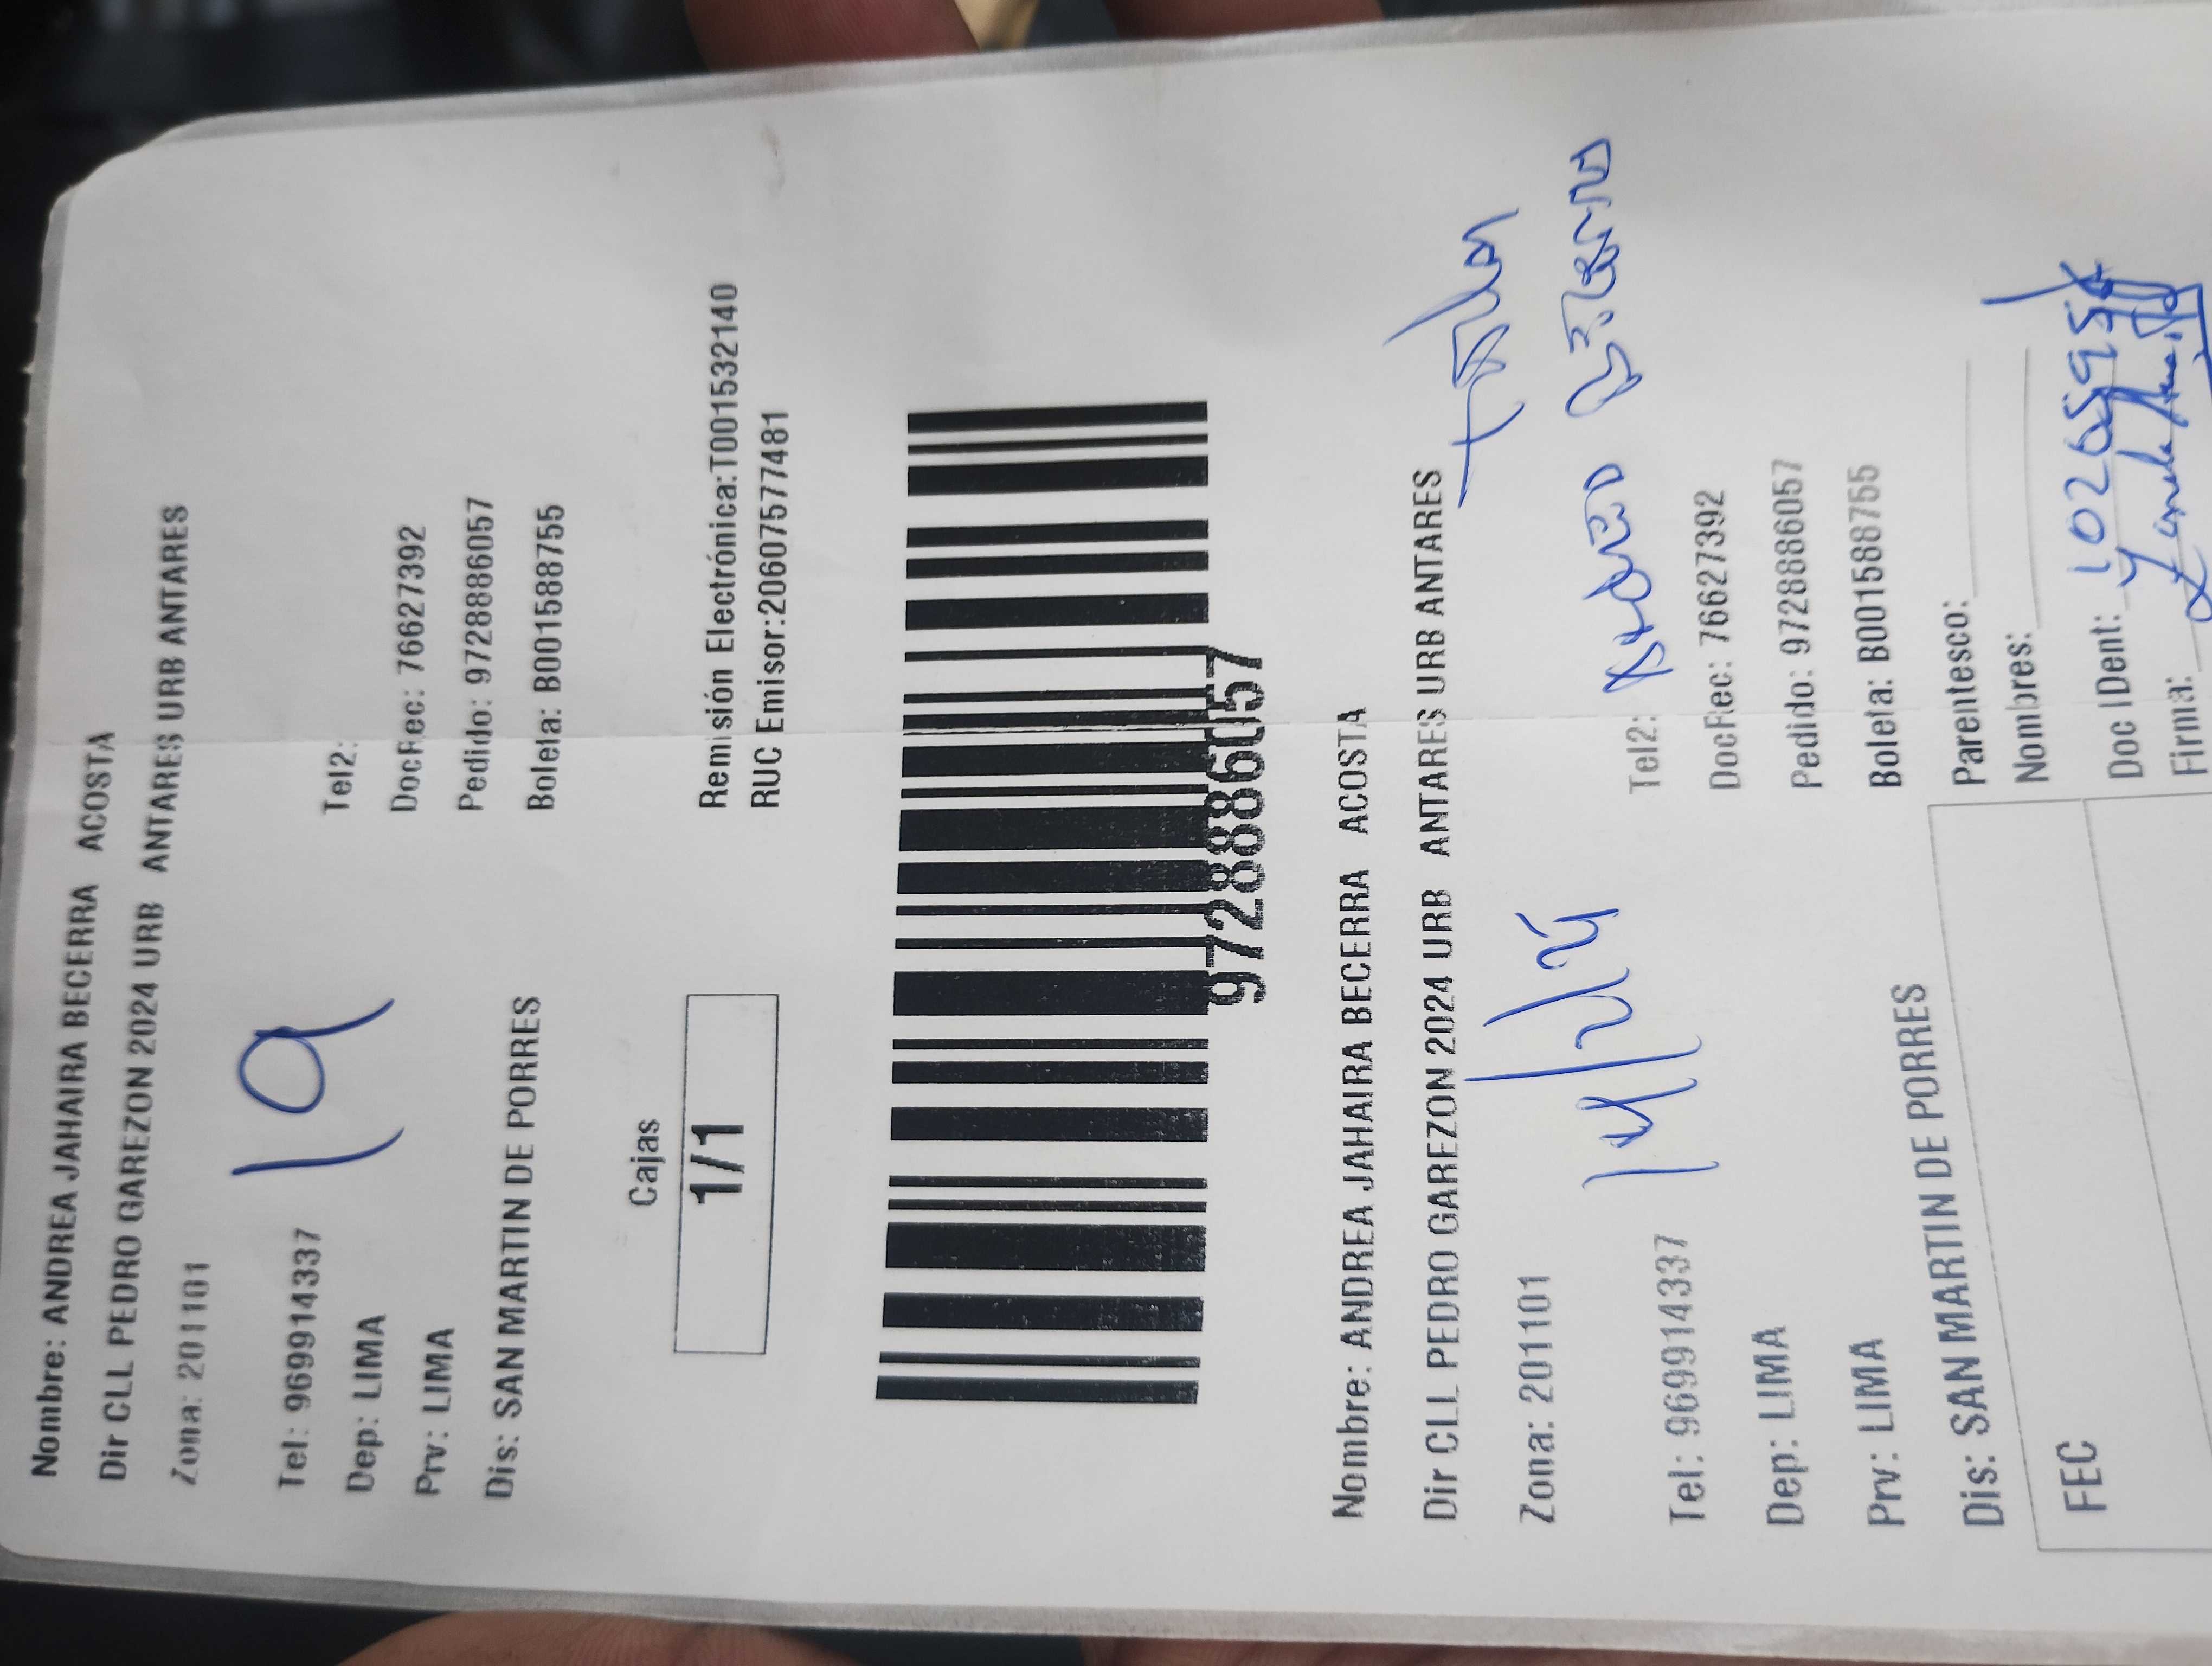 Nombre: ANDREA JAHAIRA BECERRA ACOSTA
Dir CLL PEDRO GAREZON 2024 URB ANTARES URB ANTARES
Zona: 201101
19
Tel: 969914337 Tel2:
Dep: LIMA DocRec: 76627392
Prv: LIMA Pedido: 9728886057
Dis: SAN MARTIN DE PORRES Boleta: B001588755
Cajas
1/1
Remisión Electrónica:T001532140
RUC Emisor:20607577481
9728886057
Nombre: ANDREA JAHAIRA BECERRA ACOSTA
Dir CLL PEDRO GAREZON 2024 URB ANTARES URB ANTARES
Zona: 201101
14/2/24
Tel: 969914337 Tel2:
Dep: LIMA DocRec: 76627392
Prv: LIMA Pedido: 9728886057
Dis: SAN MARTIN DE PORRES Boleta: B001588755
Parentesco:
Nombres:
FEC
Doc IDent:
Firma: